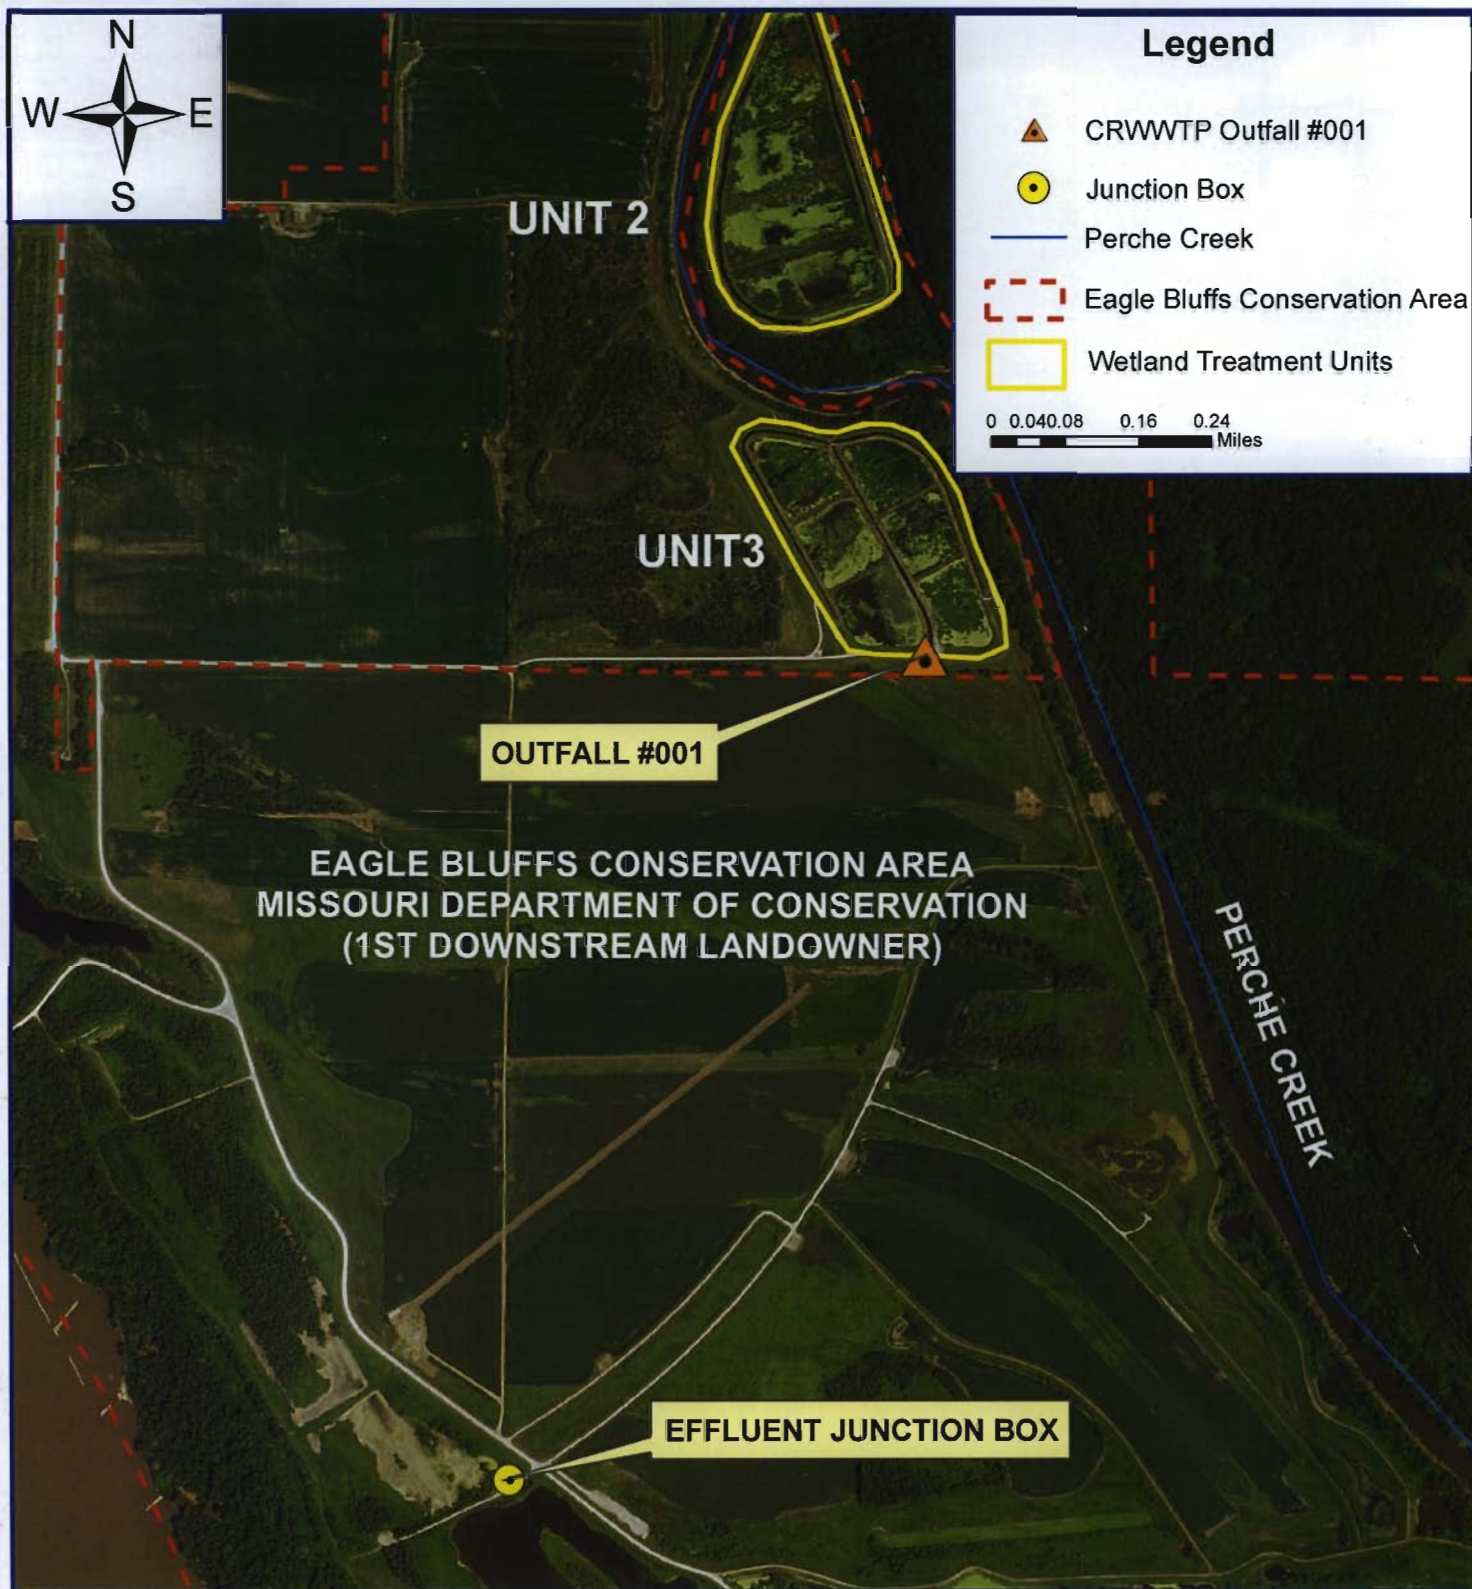 N
W E
S
Legend
CRWWTP Outfall #001
Junction Box
Perche Creek
Eagle Bluffs Conservation Area
Wetland Treatment Units
0 0.040.08 0.16 0.24
Miles
UNIT 2
UNIT3
OUTFALL #001
EAGLE BLUFFS CONSERVATION AREA
MISSOURI DEPARTMENT OF CONSERVATION
(1ST DOWNSTREAM LANDOWNER)
PERCHE CREEK
EFFLUENT JUNCTION BOX